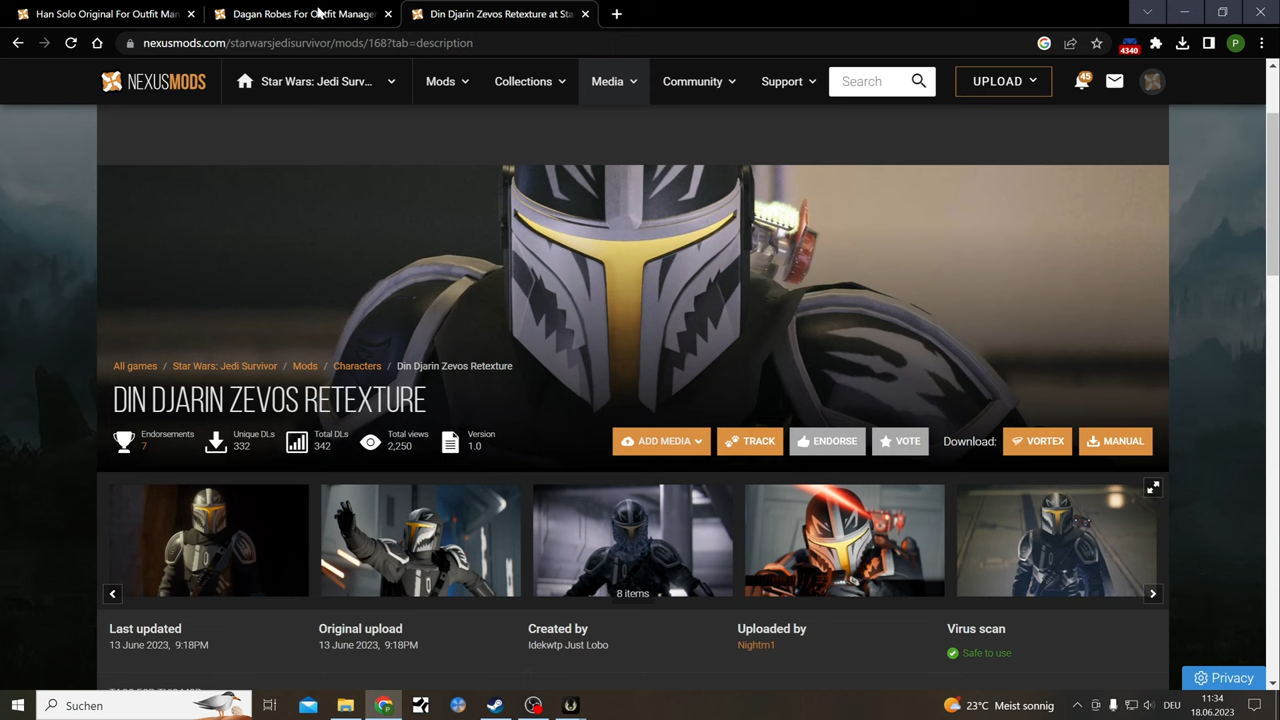 Han Solo Original For Outfit Man
Dagan Robes For Outfit Manager
Din Djarin Zevos Retexture at Sta
nexusmods.com/starwarsjedisurvivor/mods/168?tab=description
4340
P
NEXUSMODS
Star Wars: Jedi Surv...
Mods
Collections
Media
Community
Support
Search
UPLOAD
45
All games / Star Wars: Jedi Survivor / Mods / Characters / Din Djarin Zevos Retexture
DIN DJARIN ZEVOS RETEXTURE
Endorsements
7
Unique DLs
332
Total DLs
342
Total views
2,250
Version
1.0
ADD MEDIA
TRACK
ENDORSE
VOTE
Download:
VORTEX
MANUAL
8 items
Last updated
13 June 2023, 9:18PM
Original upload
13 June 2023, 9:18PM
Created by
Idekwtp Just Lobo
Uploaded by
Nightm1
Virus scan
Safe to use
Privacy
Suchen
23°C Meist sonnig
DEU
11:34
18.06.2023